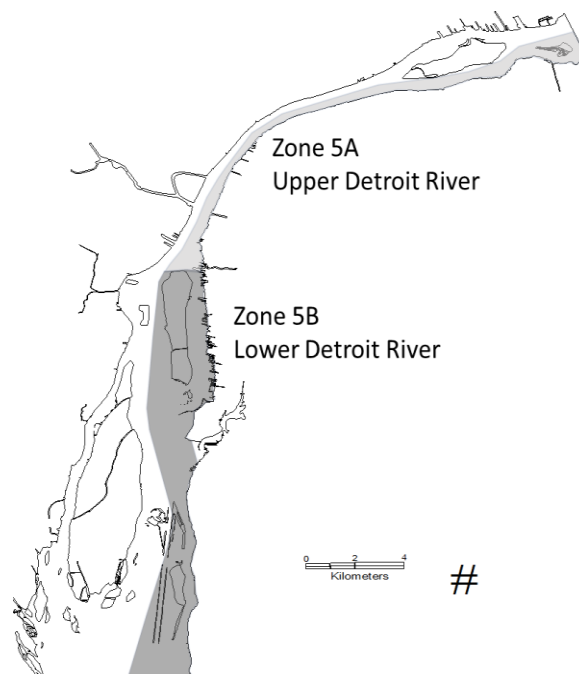 Zone 5A
Upper Detroit River
Zone 5B
Lower Detroit River
0 2 4
Kilometers
#